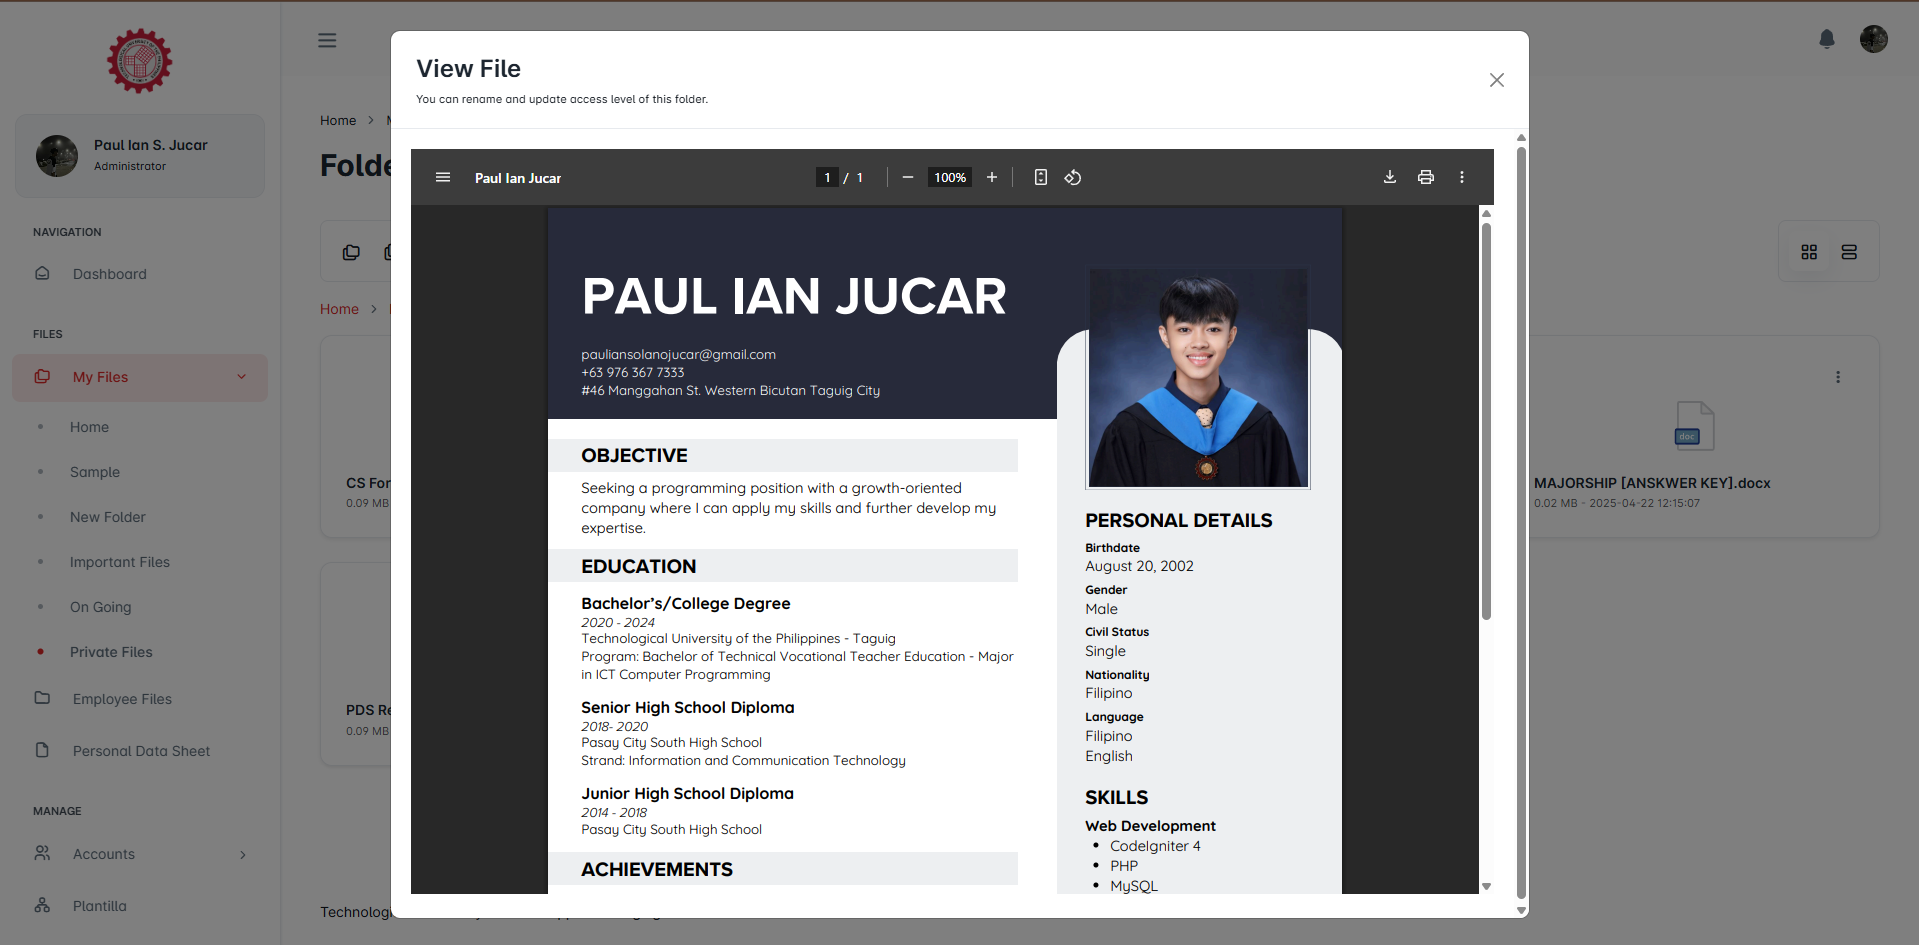 Paul Ian S. Jucar
Administrator
NAVIGATION
Dashboard
FILES
My Files
Home
Sample
New Folder
Important Files
On Going
Private Files
Employee Files
Personal Data Sheet
MANAGE
Accounts
Plantilla
Home
Home
CS For
0.09 MB
PDS Re
0.09 MB
View File
You can rename and update access level of this folder.
Paul Ian Jucar
1 / 1
100%
PAUL IAN JUCAR
pauliansolanojucar@gmail.com
+63 976 367 7333
#46 Manggahan St. Western Bicutan Taguig City
OBJECTIVE
Seeking a programming position with a growth-oriented
company where I can apply my skills and further develop my
expertise.
EDUCATION
Bachelor's/College Degree
2020 - 2024
Technological University of the Philippines - Taguig
Program: Bachelor of Technical Vocational Teacher Education - Major
in ICT Computer Programming
Senior High School Diploma
2018- 2020
Pasay City South High School
Strand: Information and Communication Technology
Junior High School Diploma
2014 - 2018
Pasay City South High School
ACHIEVEMENTS
PERSONAL DETAILS
Birthdate
August 20, 2002
Gender
Male
Civil Status
Single
Nationality
Filipino
Language
Filipino
English
SKILLS
Web Development
• CodeIgniter 4
• PHP
• MySQL
doc
MAJORSHIP [ANSKWER KEY].docx
0.02 MB - 2025-04-22 12:15:07